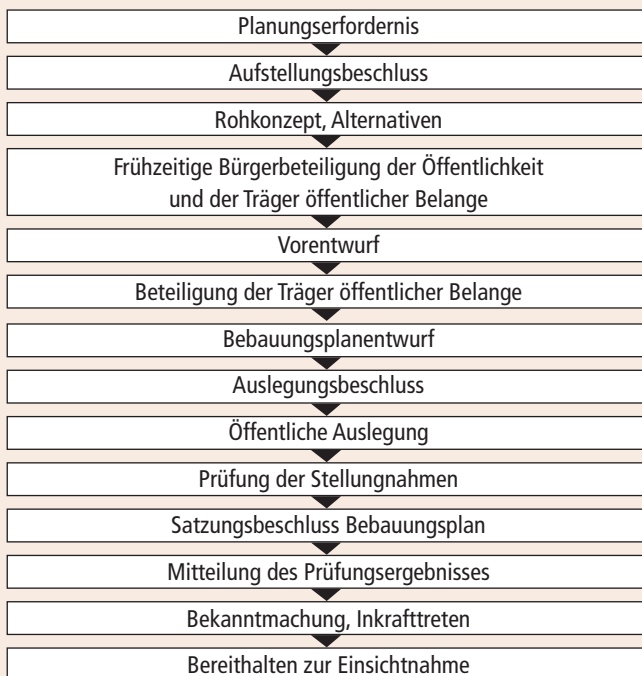 Planungserfordernis
Aufstellungsbeschluss
Rohkonzept, Alternativen
Frühzeitige Bürgerbeteiligung der Öffentlichkeit
und der Träger öffentlicher Belange
Vorentwurf
Beteiligung der Träger öffentlicher Belange
Bebauungsplanentwurf
Auslegungsbeschluss
Öffentliche Auslegung
Prüfung der Stellungnahmen
Satzungsbeschluss Bebauungsplan
Mitteilung des Prüfungsergebnisses
Bekanntmachung, Inkrafttreten
Bereithalten zur Einsichtnahme